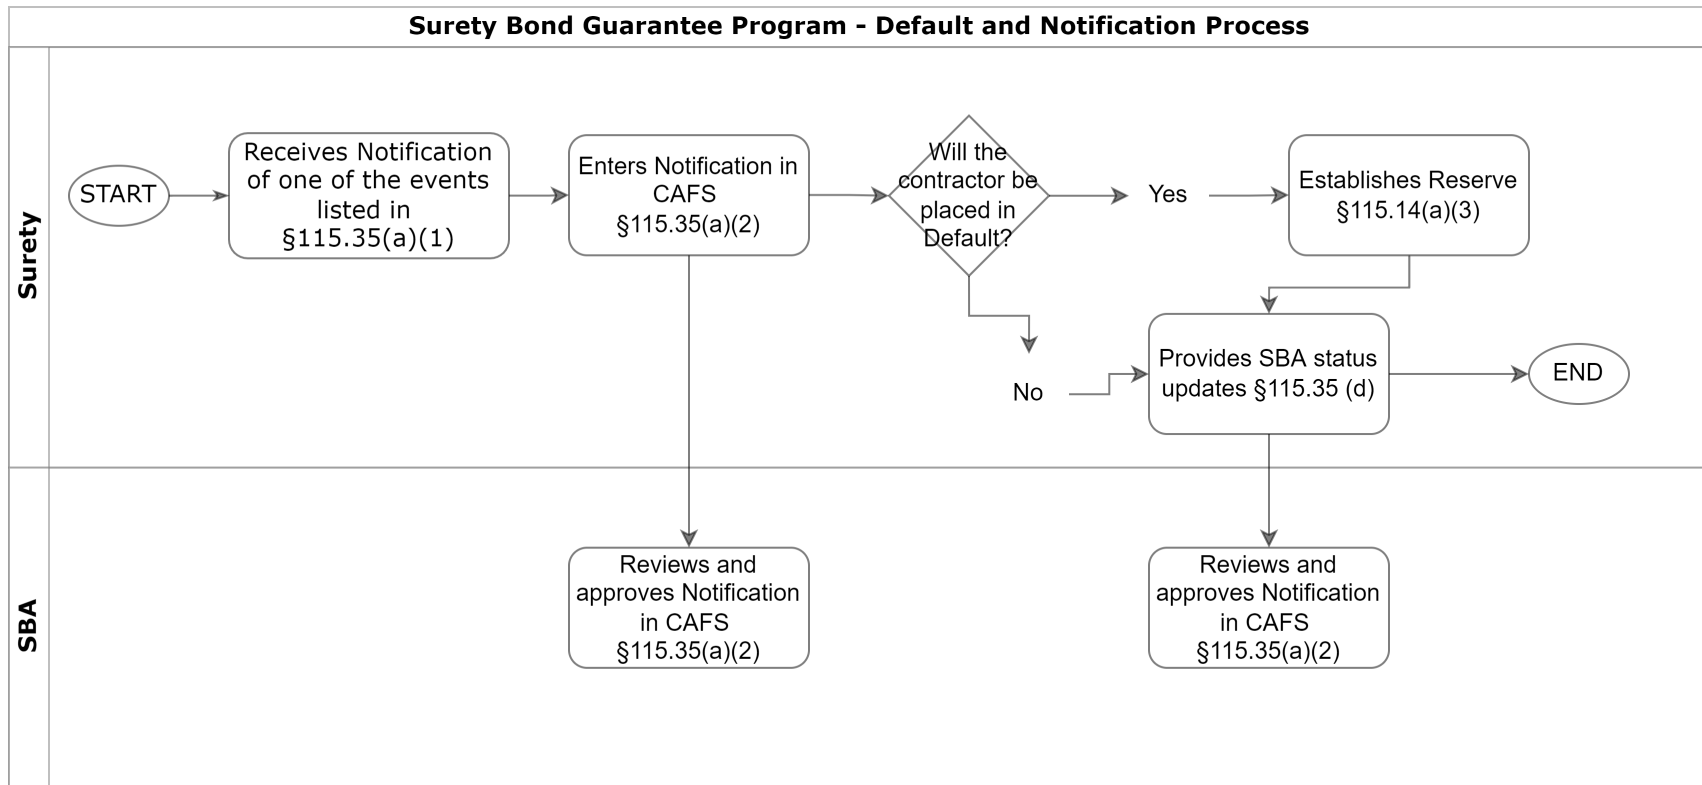 Surety Bond Guarantee Program - Default and Notification Process
Surety
START
Receives Notification
of one of the events
listed in
§115.35(a)(1)
Enters Notification in
CAFS
§115.35(a)(2)
Will the
contractor be
placed in
Default?
Yes
Establishes Reserve
§115.14(a)(3)
No
Provides SBA status
updates §115.35 (d)
END
SBA
Reviews and
approves Notification
in CAFS
§115.35(a)(2)
Reviews and
approves Notification
in CAFS
§115.35(a)(2)